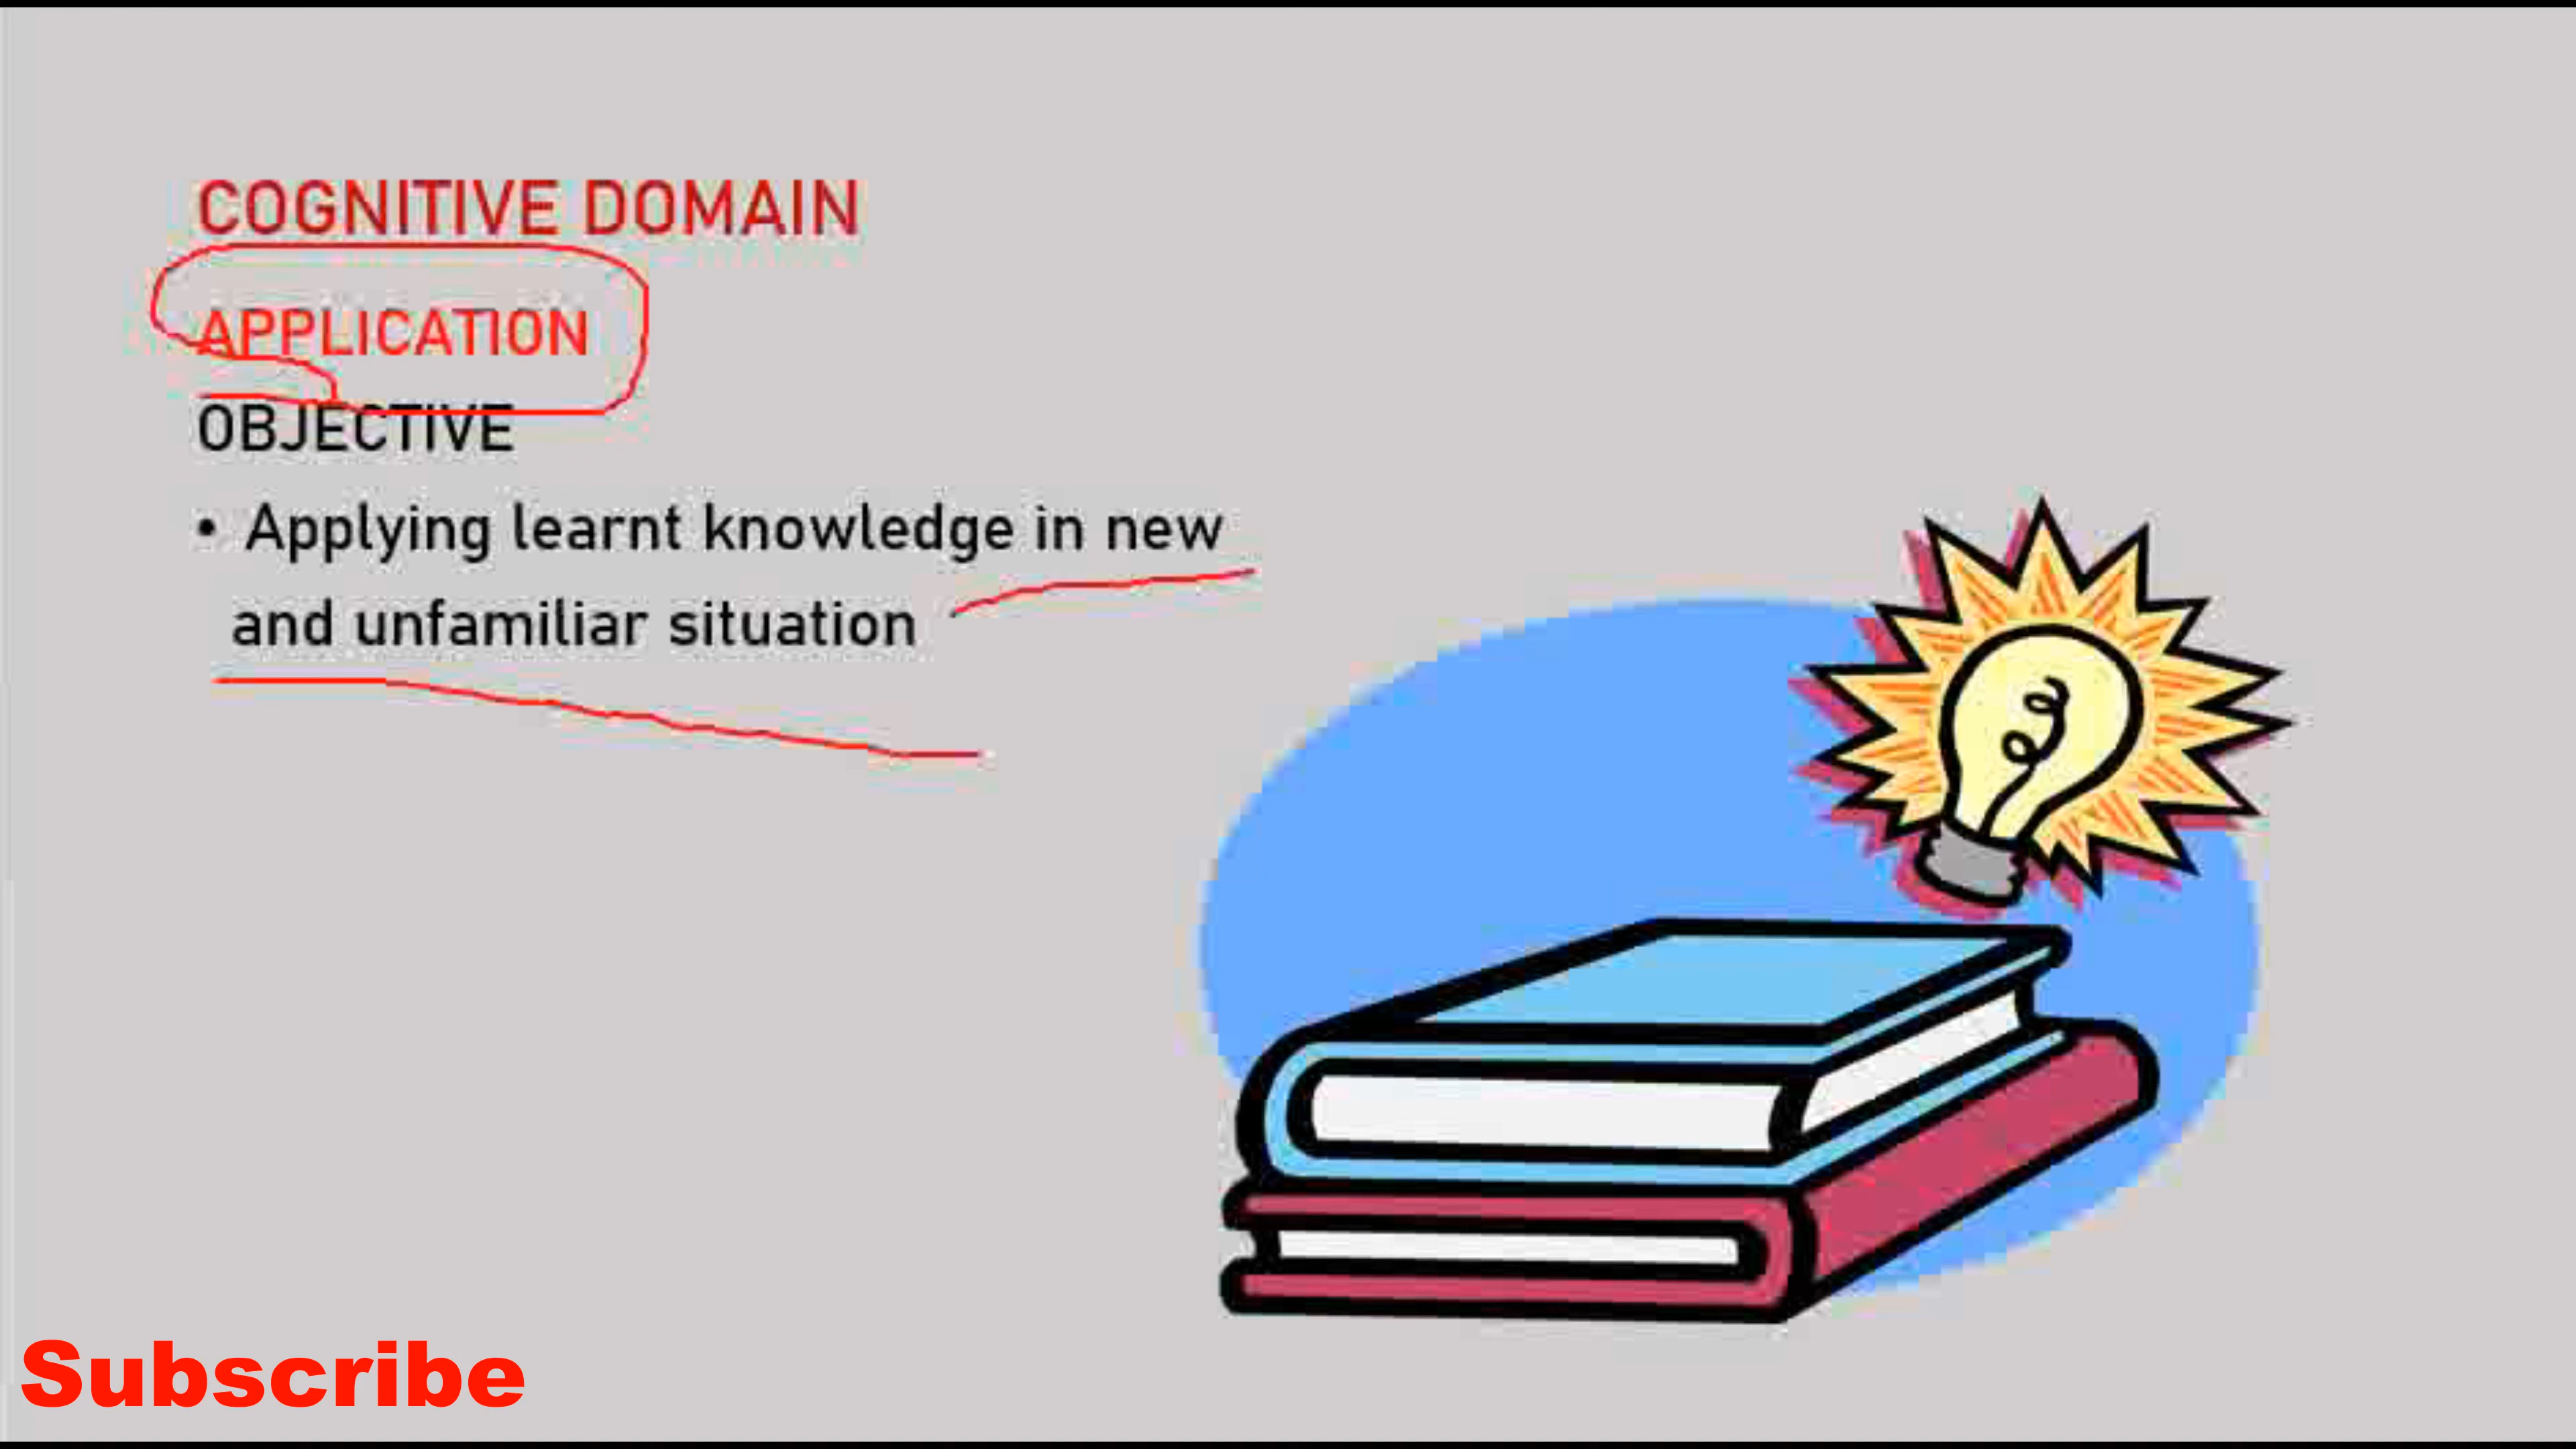 COGNITIVE DOMAIN
APPLICATION
OBJECTIVE
• Applying learnt knowledge in new
and unfamiliar situation
Subscribe